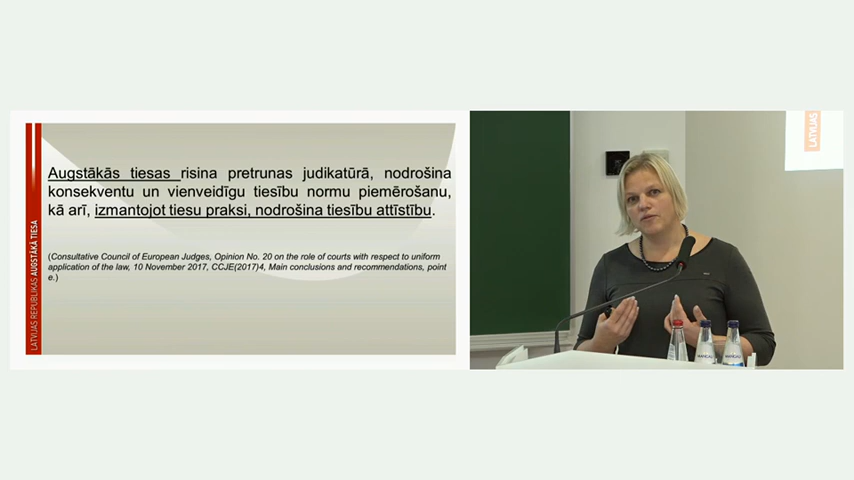 Augstākās tiesas risina pretrunas judikatūrā, nodrošina
konsekventu un vienveidīgu tiesību normu piemērošanu,
kā arī, izmantojot tiesu praksi, nodrošina tiesību attīstību.
(Consultative Council of European Judges, Opinion No. 20 on the role of courts with respect to uniform
application of the law, 10 November 2017, CCJE(2017)4, Main conclusions and recommendations, point
e.)
LATVIJAS REPUBLIKAS AUGSTĀKĀ TIESA
LATVIJAS
MANGAĻI
MANGAĻI